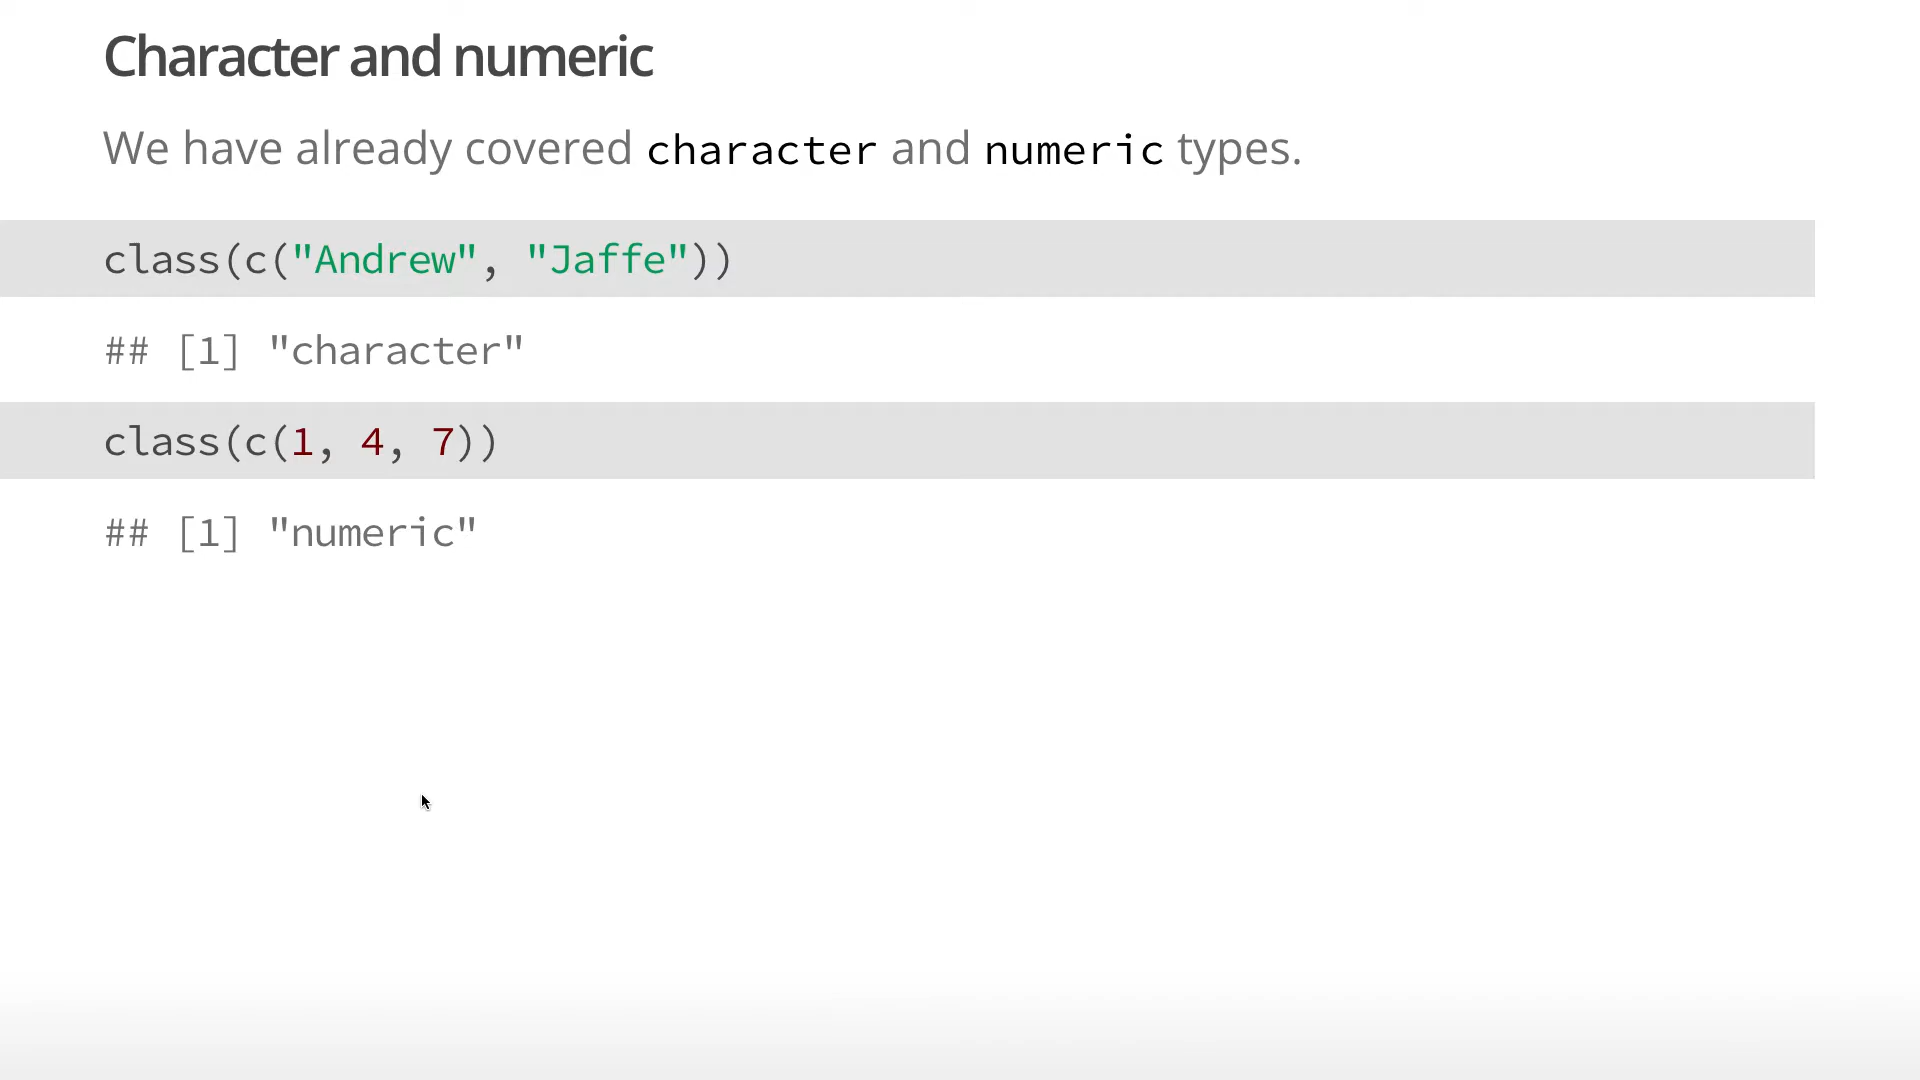 Character and numeric
We have already covered character and numeric types.
class(c("Andrew", "Jaffe"))
## [1] "character"
class(c(1, 4, 7))
## [1] "numeric"